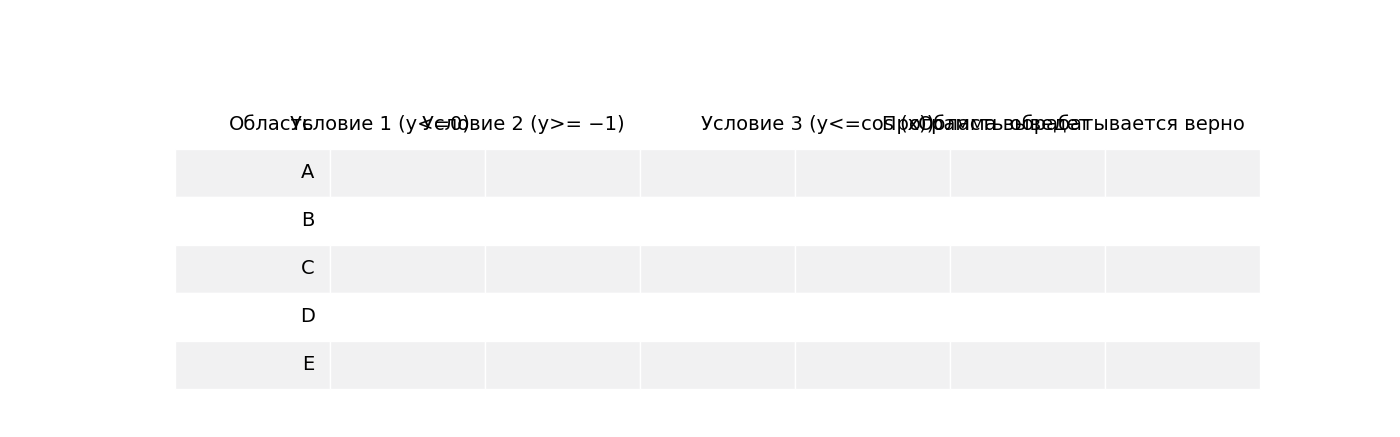 Область Условие 1 (y<=0) Условие 2 (y>= −1) Условие 3 (y<=cos (x)) Программа выведет Область обрабатывается верно
A
B
C
D
E